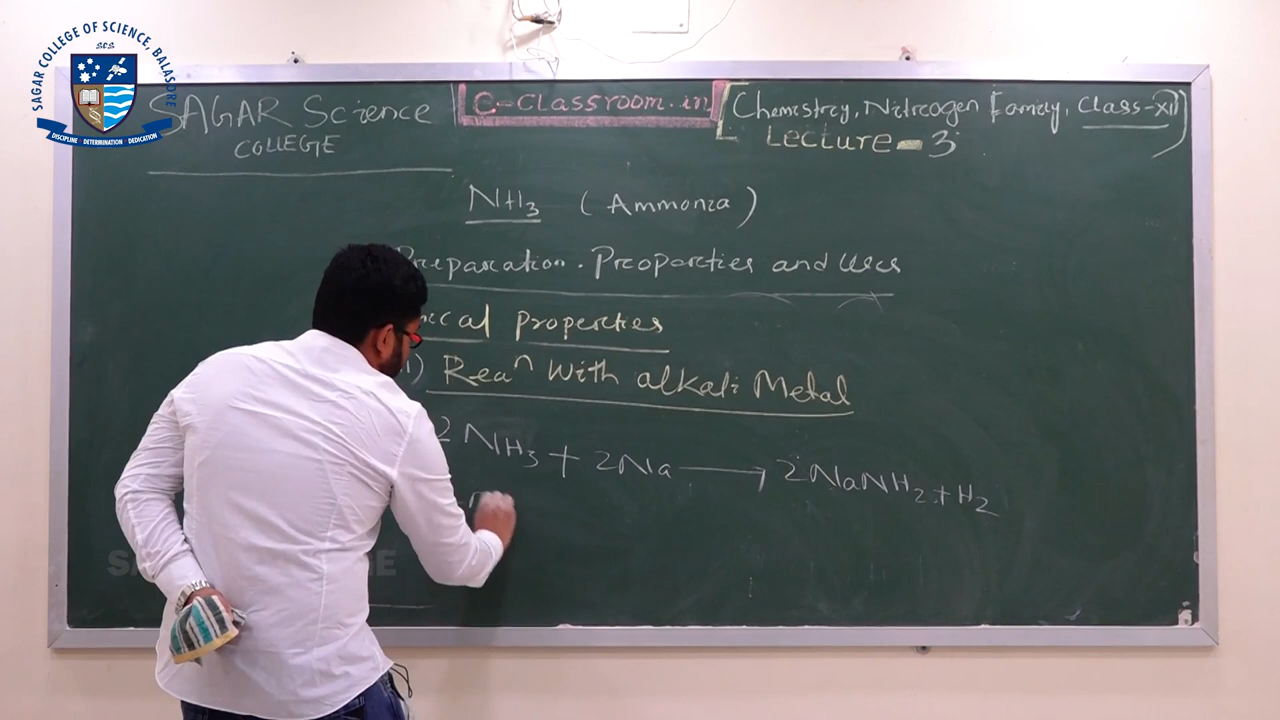 SAGAR COLLEGE OF SCIENCE, BALASORE
SCS
DISCIPLINE DETERMINATION DEDICATION
SAGAR Science
COLLEGE
e-CLASSROOM.in
Chemistry, Nitrogen Family, Class-XII)
Lecture-3
NH3 (Ammonia)
Preparation. Properties and Uses
ical properties
i) Reaⁿ With alkali Metal
2NH3 + 2Na → 2NaNH2 + H2